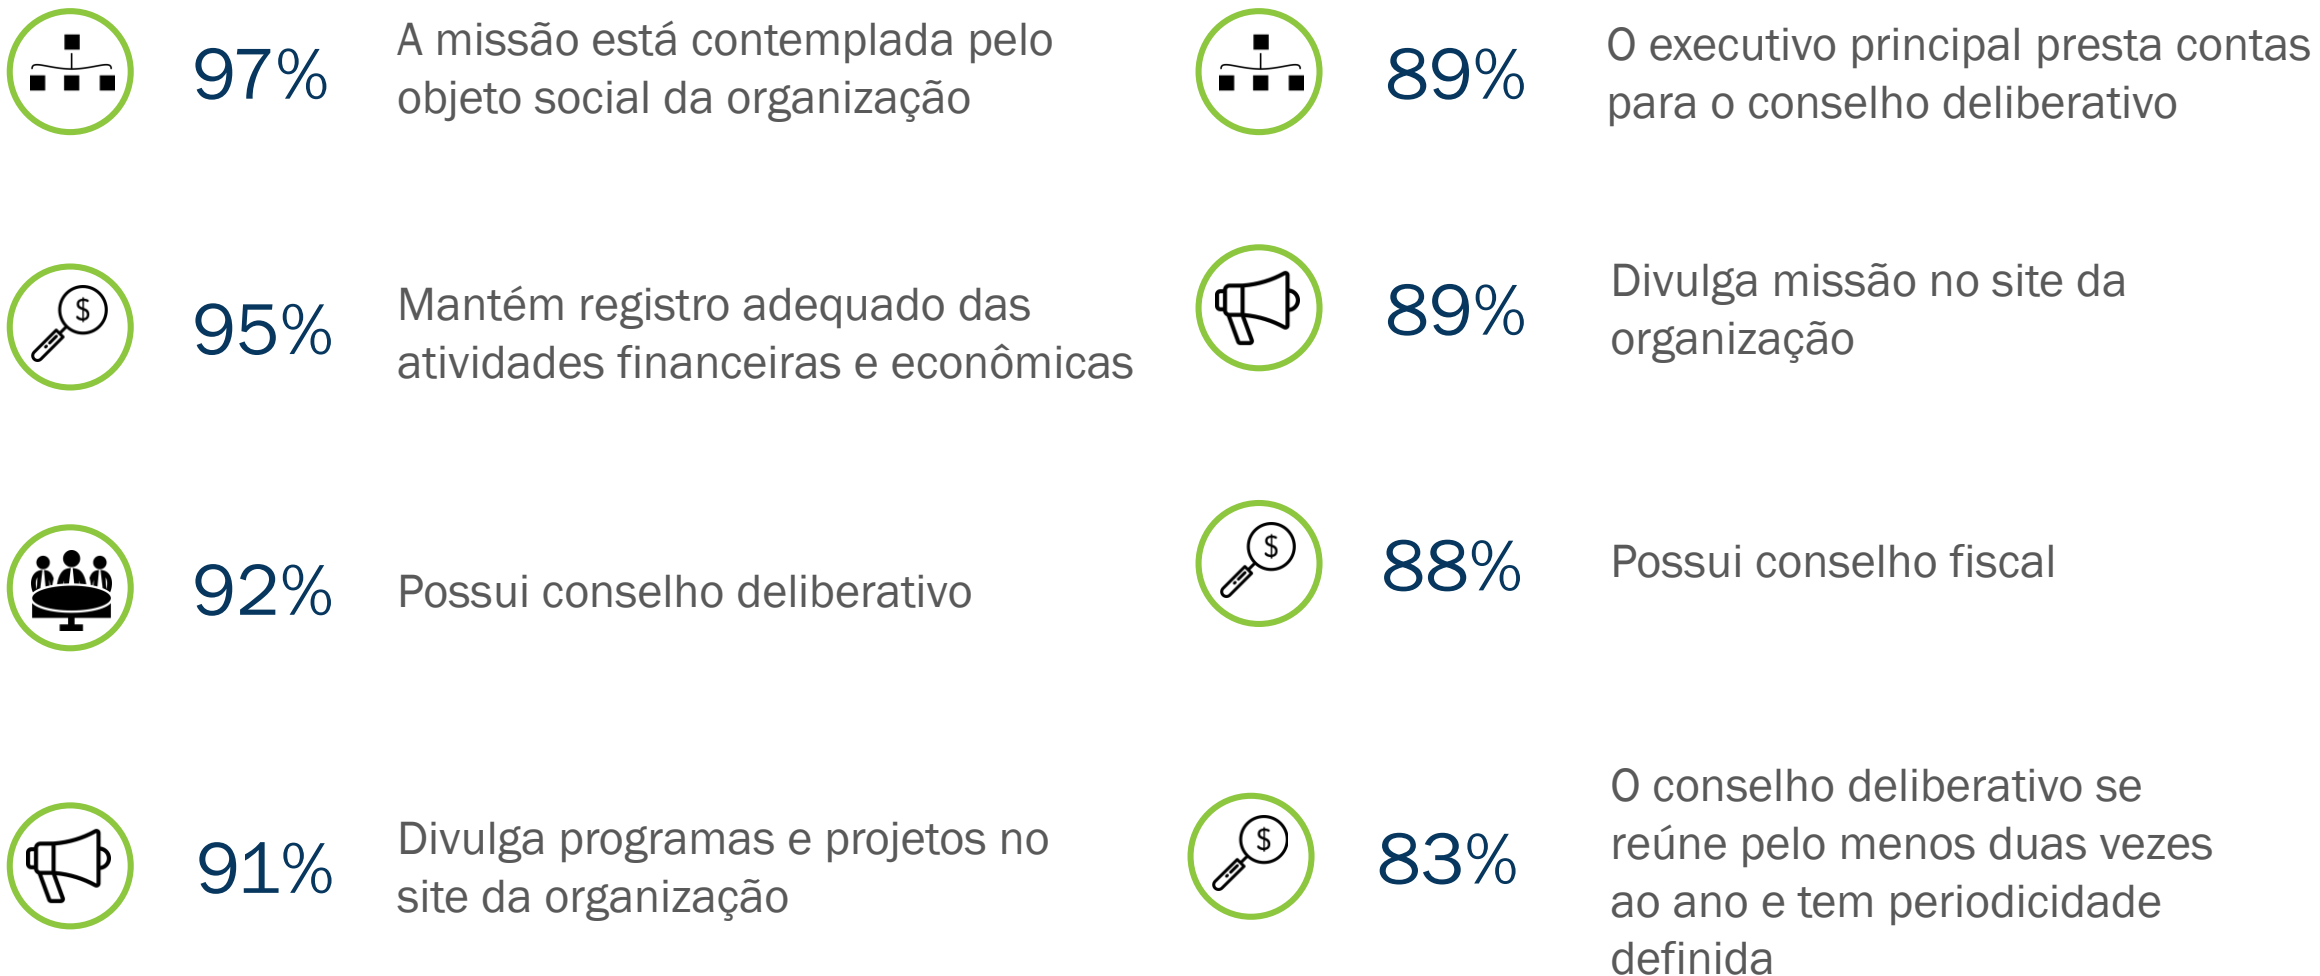 97%
A missão está contemplada pelo
objeto social da organização
95%
Mantém registro adequado das
atividades financeiras e econômicas
92%
Possui conselho deliberativo
91%
Divulga programas e projetos no
site da organização
89%
O executivo principal presta contas
para o conselho deliberativo
89%
Divulga missão no site da
organização
88%
Possui conselho fiscal
83%
O conselho deliberativo se
reúne pelo menos duas vezes
ao ano e tem periodicidade
definida